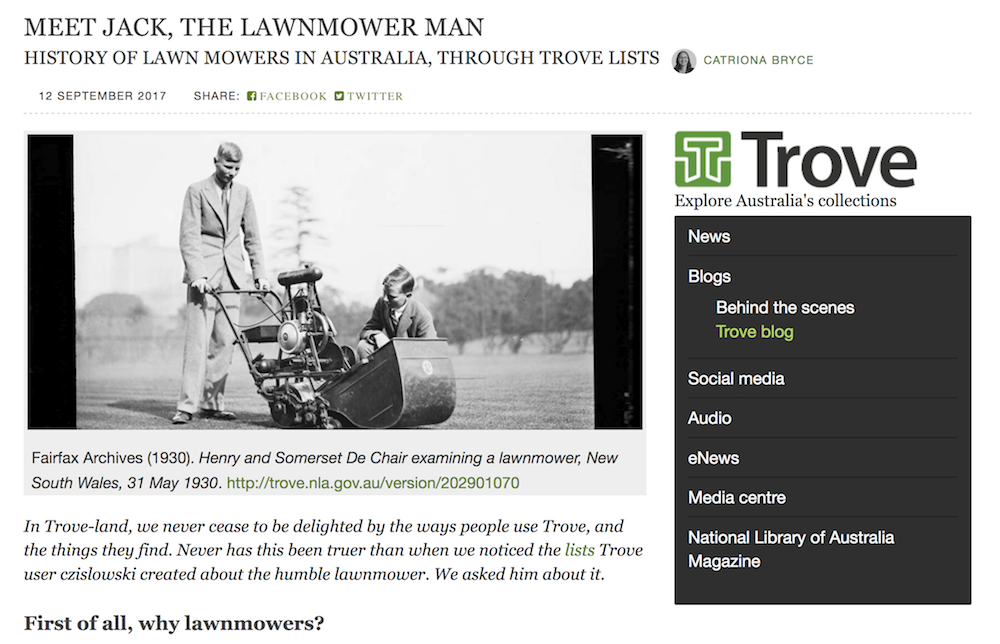 MEET JACK, THE LAWNMOWER MAN
HISTORY OF LAWN MOWERS IN AUSTRALIA, THROUGH TROVE LISTS
CATRIONA BRYCE
12 SEPTEMBER 2017 SHARE: FACEBOOK TWITTER
Fairfax Archives (1930). Henry and Somerset De Chair examining a lawnmower, New
South Wales, 31 May 1930. http://trove.nla.gov.au/version/202901070
In Trove-land, we never cease to be delighted by the ways people use Trove, and
the things they find. Never has this been truer than when we noticed the lists Trove
user czislowski created about the humble lawnmower. We asked him about it.
First of all, why lawnmowers?
Trove
Explore Australia's collections
News
Blogs
Behind the scenes
Trove blog
Social media
Audio
eNews
Media centre
National Library of Australia
Magazine